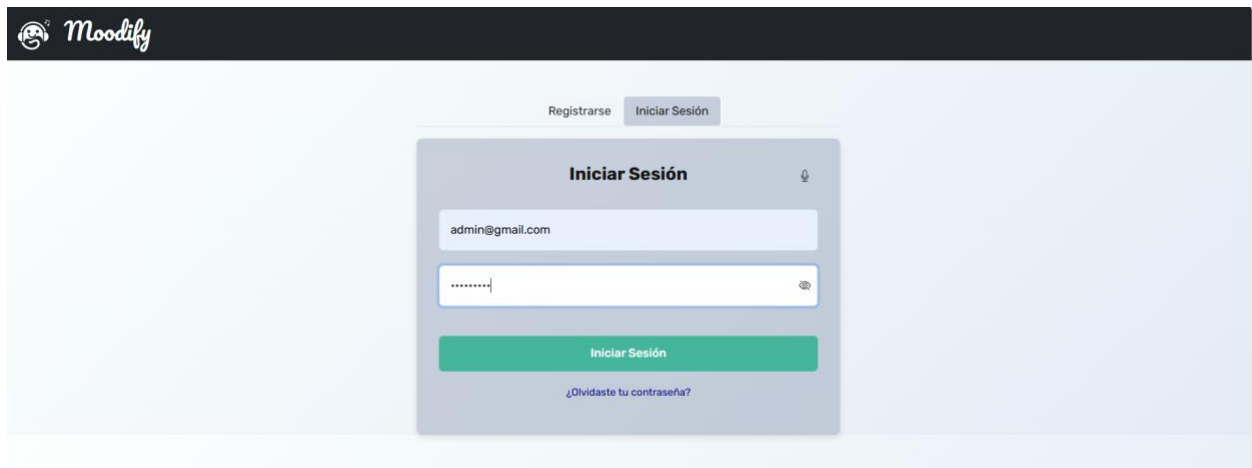 Moodify
Registrarse Iniciar Sesión
Iniciar Sesión
admin@gmail.com
•••••••••
Iniciar Sesión
¿Olvidaste tu contraseña?